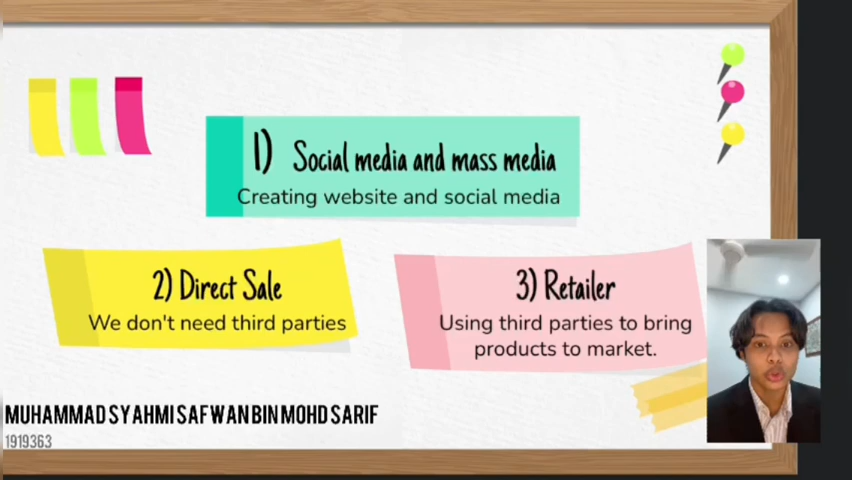 1) Social media and mass media
Creating website and social media
2) Direct Sale
We don't need third parties
3) Retailer
Using third parties to bring
products to market.
MUHAMMAD SYAHMI SAFWAN BIN MOHD SARIF
1919363